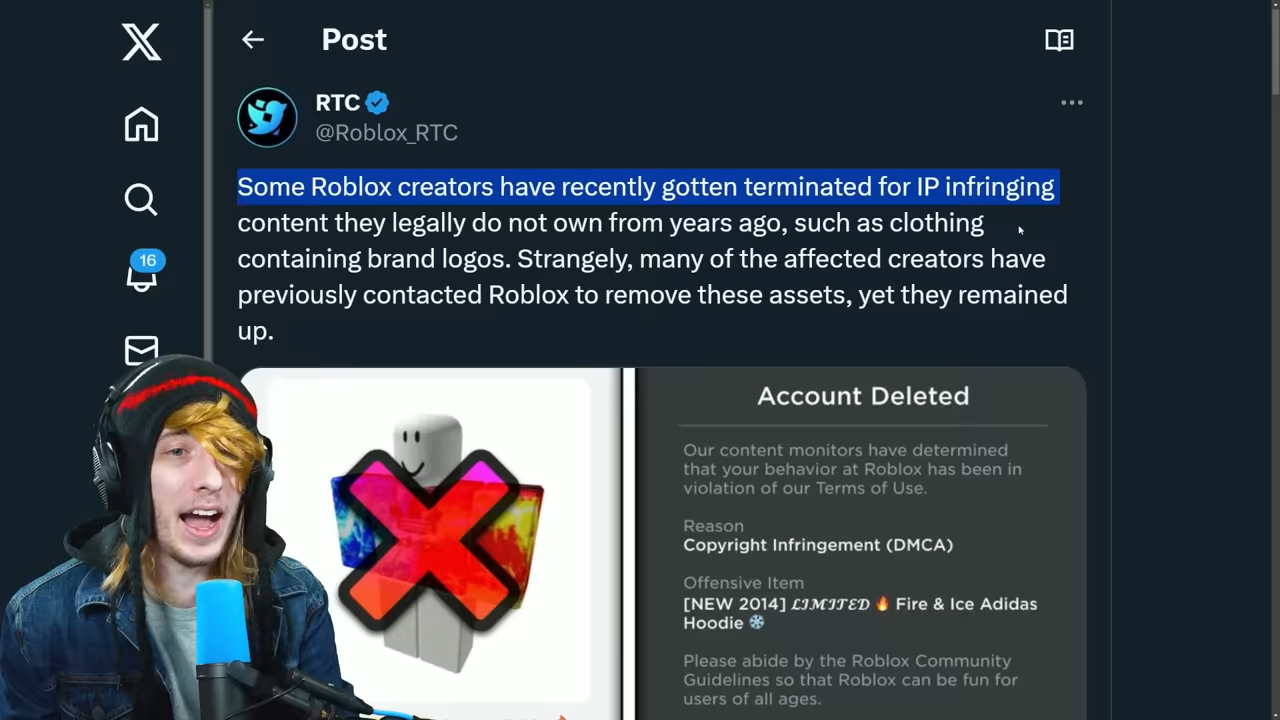 Post
RTC
@Roblox_RTC
Some Roblox creators have recently gotten terminated for IP infringing
content they legally do not own from years ago, such as clothing
containing brand logos. Strangely, many of the affected creators have
previously contacted Roblox to remove these assets, yet they remained
up.
16
Account Deleted
Our content monitors have determined
that your behavior at Roblox has been in
violation of our Terms of Use.
Reason
Copyright Infringement (DMCA)
Offensive Item
[NEW 2014] 𝓛𝓘𝓜𝓘𝓣𝓔𝓓 🔥 Fire & Ice Adidas
Hoodie ❄️
Please abide by the Roblox Community
Guidelines so that Roblox can be fun for
users of all ages.